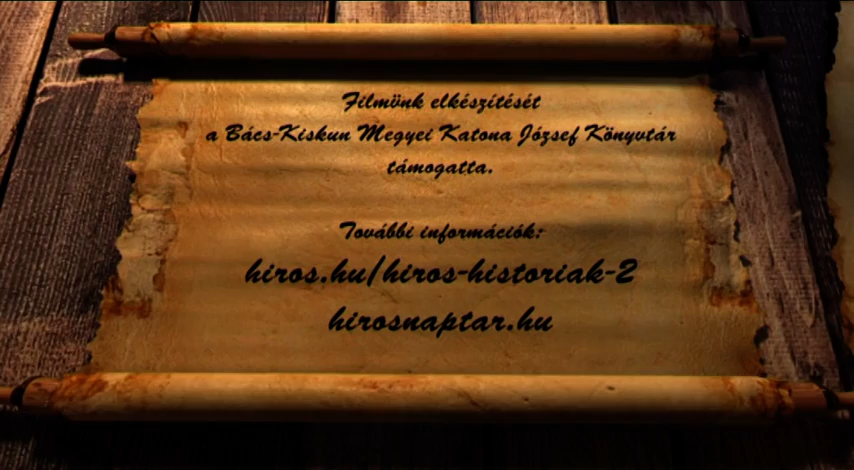 Filmünk elkészítését
a Bács-Kiskun Megyei Katona József Könyvtár
támogatta.
További információk:
hiros.hu/hiros-historiak-2
hirosnaptar.hu